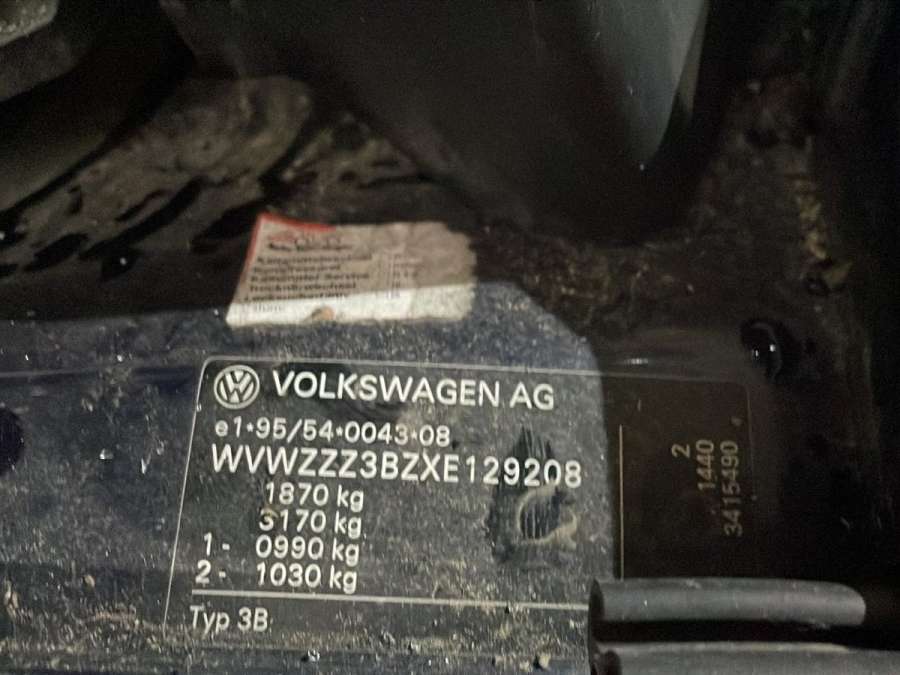 VOLKSWAGEN AG
e1*95/54*0043*08
WVWZZZ3BZXE129208
1870 kg
3170 kg
1- 0990 kg
2- 1030 kg
Typ 3B
2
1440
3415490